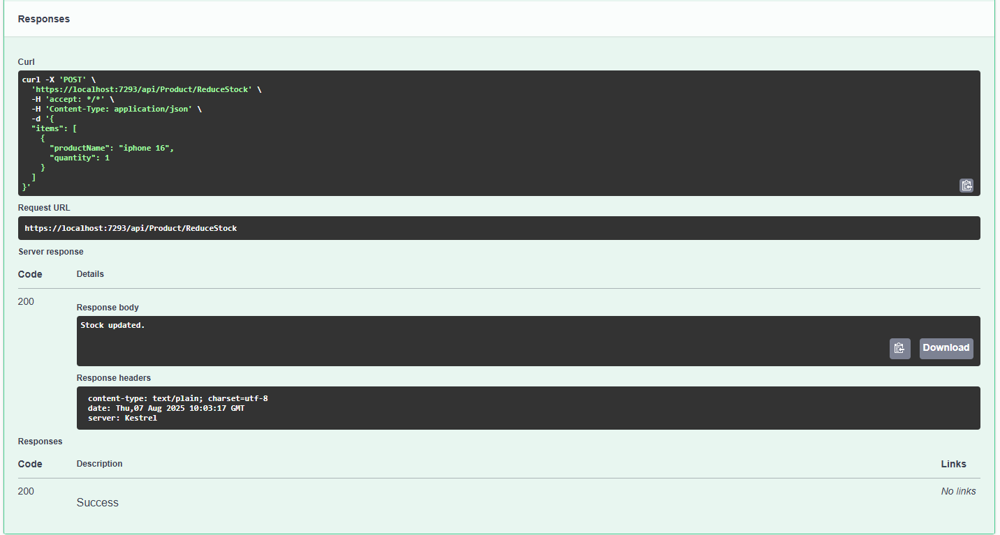 Responses
Curl
curl -X 'POST' \
  'https://localhost:7293/api/Product/ReduceStock' \
  -H 'accept: */*' \
  -H 'Content-Type: application/json' \
  -d '{
  "items": [
    {
      "productName": "iphone 16",
      "quantity": 1
    }
  ]
}'
Request URL
https://localhost:7293/api/Product/ReduceStock
Server response
Code Details
200
Response body
Stock updated.
Download
Response headers
content-type: text/plain; charset=utf-8
date: Thu,07 Aug 2025 10:03:17 GMT
server: Kestrel
Responses
Code Description Links
200 No links
Success